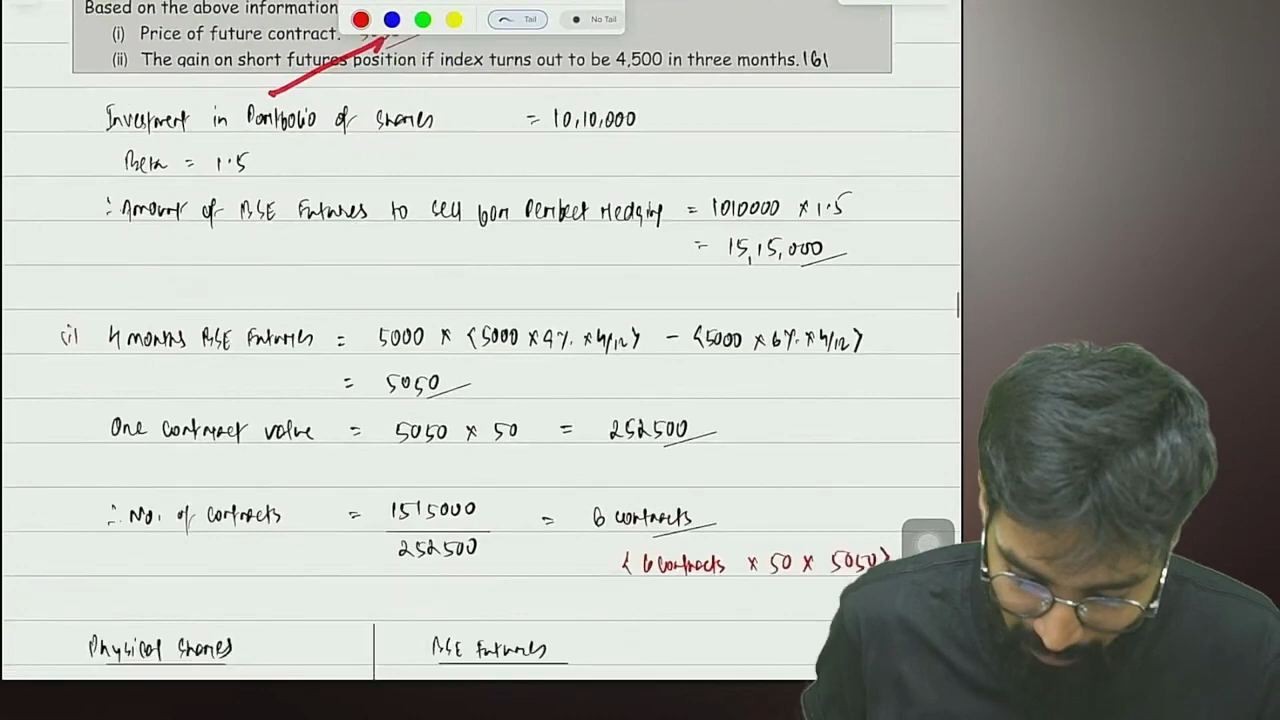 Based on the above information
Tail
No Tail
(i) Price of future contract.
(ii) The gain on short futures position if index turns out to be 4,500 in three months. 161
Investment in Portfolio of shares = 10,10,000
Beta = 1.5
∴ Amount of BSE Futures to sell for Perfect Hedging = 1010000 × 1.5
= 15,15,000
(i) 4 months BSE Futures = 5000 × {5000 × 9% × 4/12} - {5000 × 6% × 4/12}
= 5050
One contract value = 5050 × 50 = 252500
∴ No. of contracts = 1515000 / 252500 = 6 contracts
{6 contracts × 50 × 5050}
Physical Shares BSE Futures